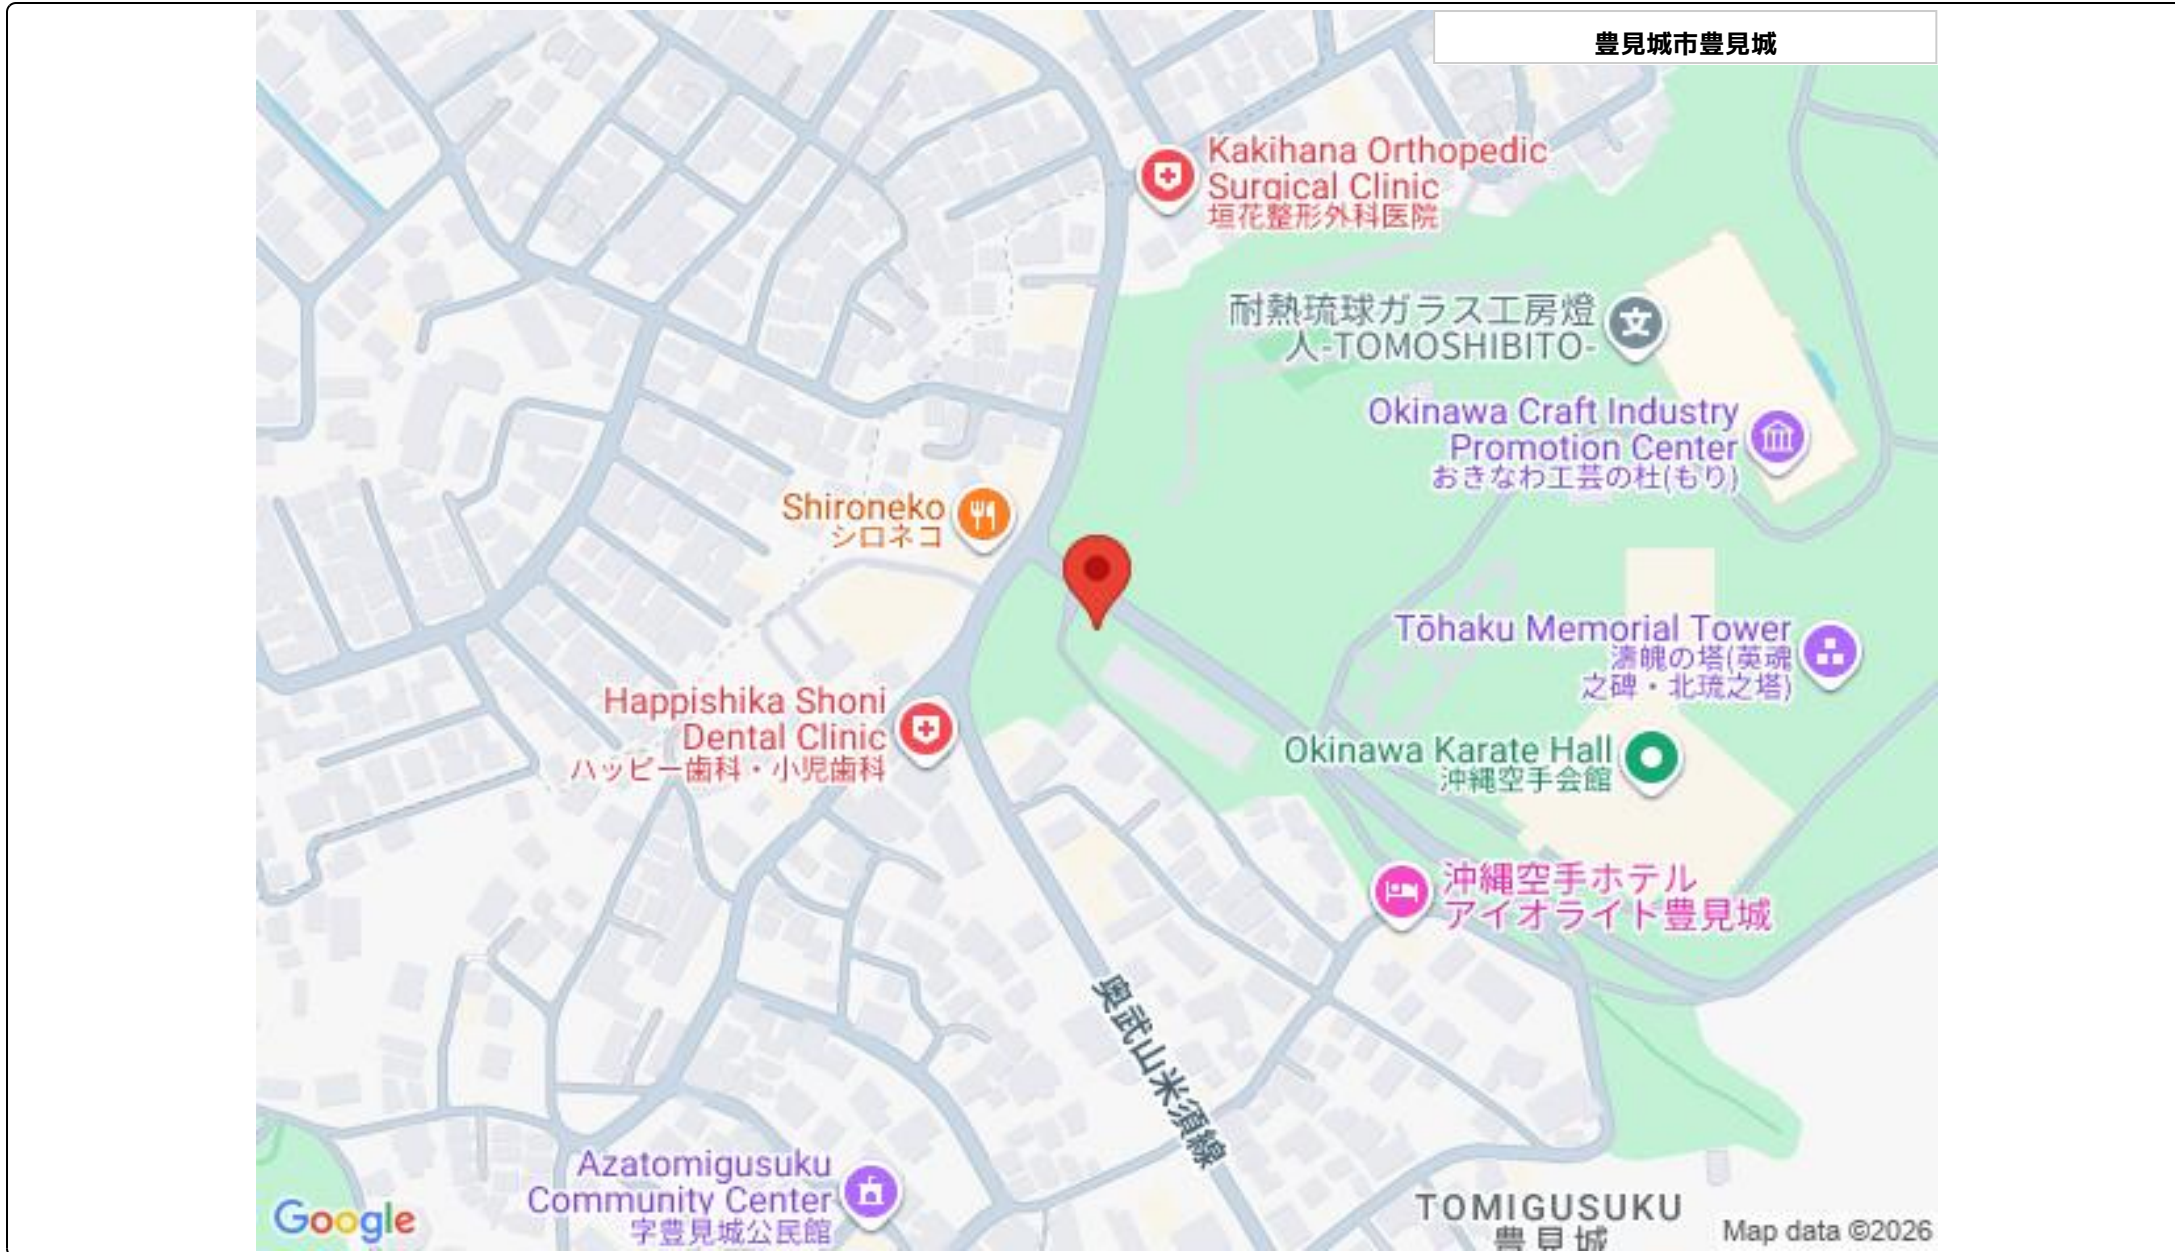 豊見城市豊見城
Kakihana Orthopedic
Surgical Clinic
垣花整形外科医院
耐熱琉球ガラス工房燈
人-TOMOSHIBITO-
Okinawa Craft Industry
Promotion Center
おきなわ工芸の杜(もり)
Shironeko
シロネコ
Tōhaku Memorial Tower
濤魄の塔(英魂
之碑・北琉之塔)
Happishika Shoni
Dental Clinic
ハッピー歯科・小児歯科
Okinawa Karate Hall
沖縄空手会館
沖縄空手ホテル
アイオライト豊見城
奥武山米須線
Azatomigusuku
Community Center
字豊見城公民館
TOMIGUSUKU
豊見城
Google
Map data ©2026